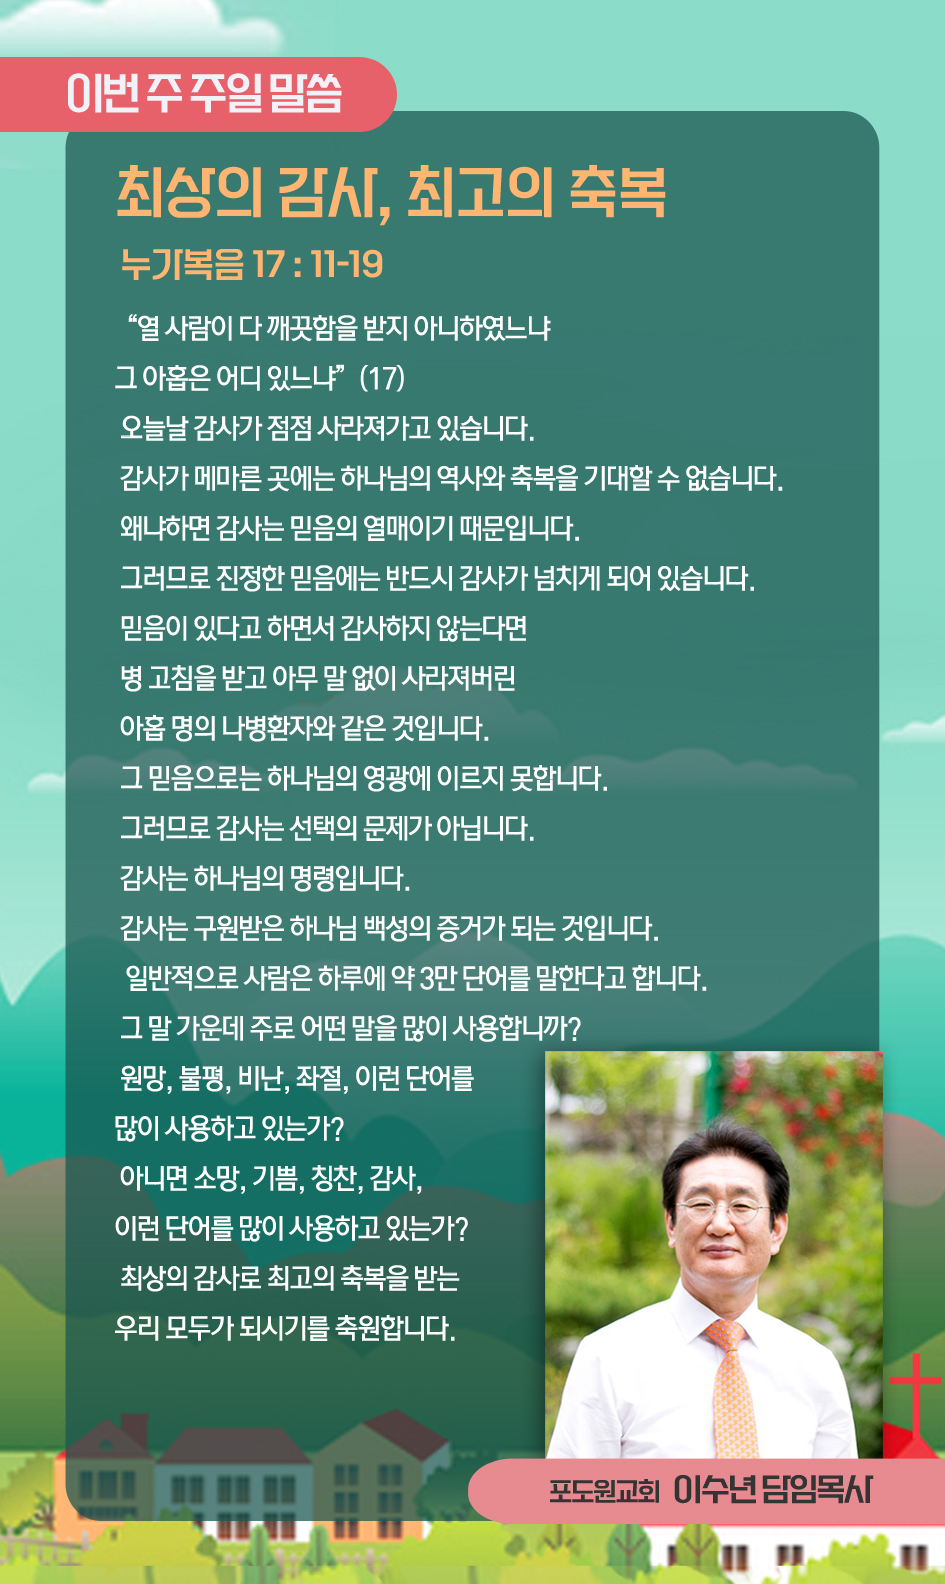 이번 주 주일 말씀
최상의 감사, 최고의 축복
누가복음 17 : 11-19
“열 사람이 다 깨끗함을 받지 아니하였느냐
그 아홉은 어디 있느냐” (17)
오늘날 감사가 점점 사라져가고 있습니다.
감사가 메마른 곳에는 하나님의 역사와 축복을 기대할 수 없습니다.
왜냐하면 감사는 믿음의 열매이기 때문입니다.
그러므로 진정한 믿음에는 반드시 감사가 넘치게 되어 있습니다.
믿음이 있다고 하면서 감사하지 않는다면
병 고침을 받고 아무 말 없이 사라져버린
아홉 명의 나병환자와 같은 것입니다.
그 믿음으로는 하나님의 영광에 이르지 못합니다.
그러므로 감사는 선택의 문제가 아닙니다.
감사는 하나님의 명령입니다.
감사는 구원받은 하나님 백성의 증거가 되는 것입니다.
일반적으로 사람은 하루에 약 3만 단어를 말한다고 합니다.
그 말 가운데 주로 어떤 말을 많이 사용합니까?
원망, 불평, 비난, 좌절, 이런 단어를
많이 사용하고 있는가?
아니면 소망, 기쁨, 칭찬, 감사,
이런 단어를 많이 사용하고 있는가?
최상의 감사로 최고의 축복을 받는
우리 모두가 되시기를 축원합니다.
포도원교회 이수년 담임목사